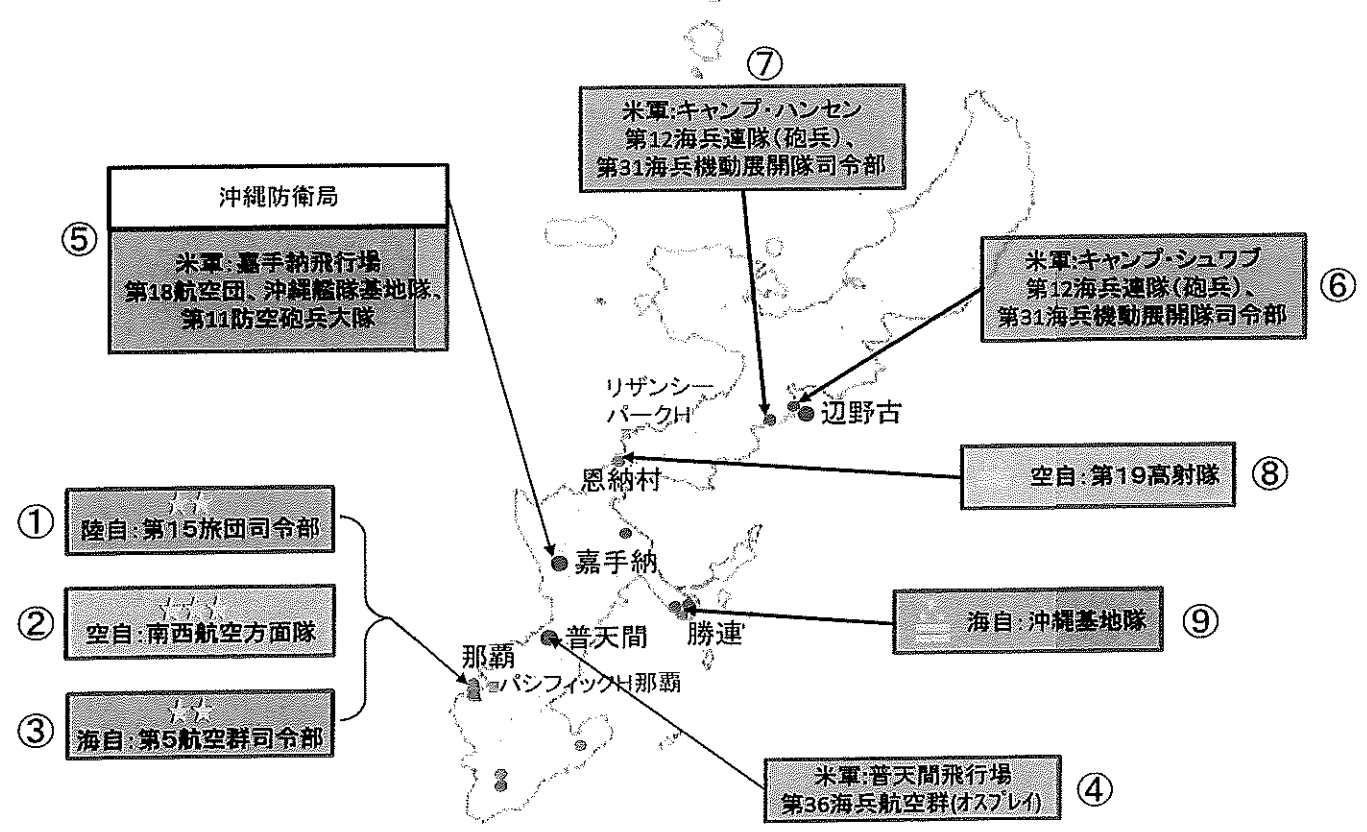 ⑦
米軍:キャンプ・ハンセン
第12海兵連隊(砲兵)、
第31海兵機動展開隊司令部
沖縄防衛局
⑤
米軍:嘉手納飛行場
第18航空団、沖縄艦隊基地隊、
第11防空砲兵大隊
米軍:キャンプ・シュワブ
第12海兵連隊(砲兵)、
第31海兵機動展開隊司令部
⑥
リザンシー
パークH
辺野古
恩納村
空自:第19高射隊
⑧
①
陸自:第15旅団司令部
嘉手納
②
空自:南西航空方面隊
勝連
海自:沖縄基地隊
⑨
普天間
那覇
パシフィックH那覇
③
海自:第5航空群司令部
米軍:普天間飛行場
第36海兵航空群(オスプレイ)
④